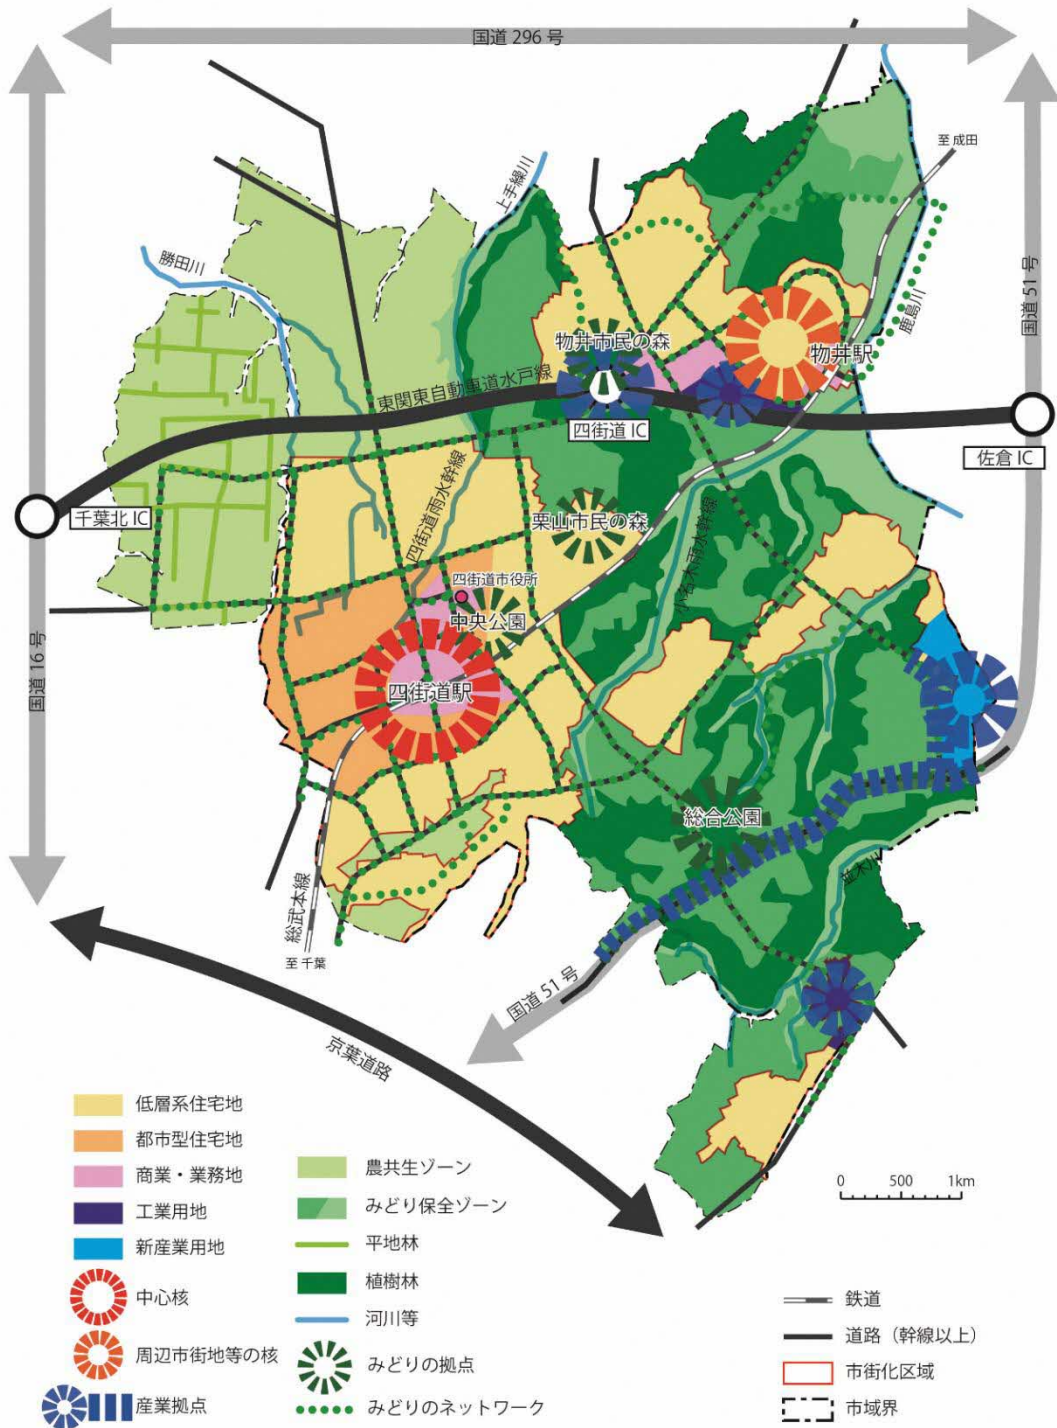 国道 296 号
至 成田
上手繰川
国道 51 号
勝田川
鹿島川
物井市民の森
物井駅
東関東自動車道水戸線
四街道 IC
佐倉 IC
四街道雨水幹線
千葉北 IC
栗山市民の森
小名木雨水幹線
四街道市役所
中央公園
国道 16 号
四街道駅
総合公園
並木川
総武本線
至 千葉
国道 51 号
京葉道路
低層系住宅地
都市型住宅地
商業・業務地
工業用地
新産業用地
中心核
周辺市街地等の核
産業拠点
農共生ゾーン
みどり保全ゾーン
平地林
植樹林
河川等
みどりの拠点
みどりのネットワーク
0 500 1km
鉄道
道路（幹線以上）
市街化区域
市域界